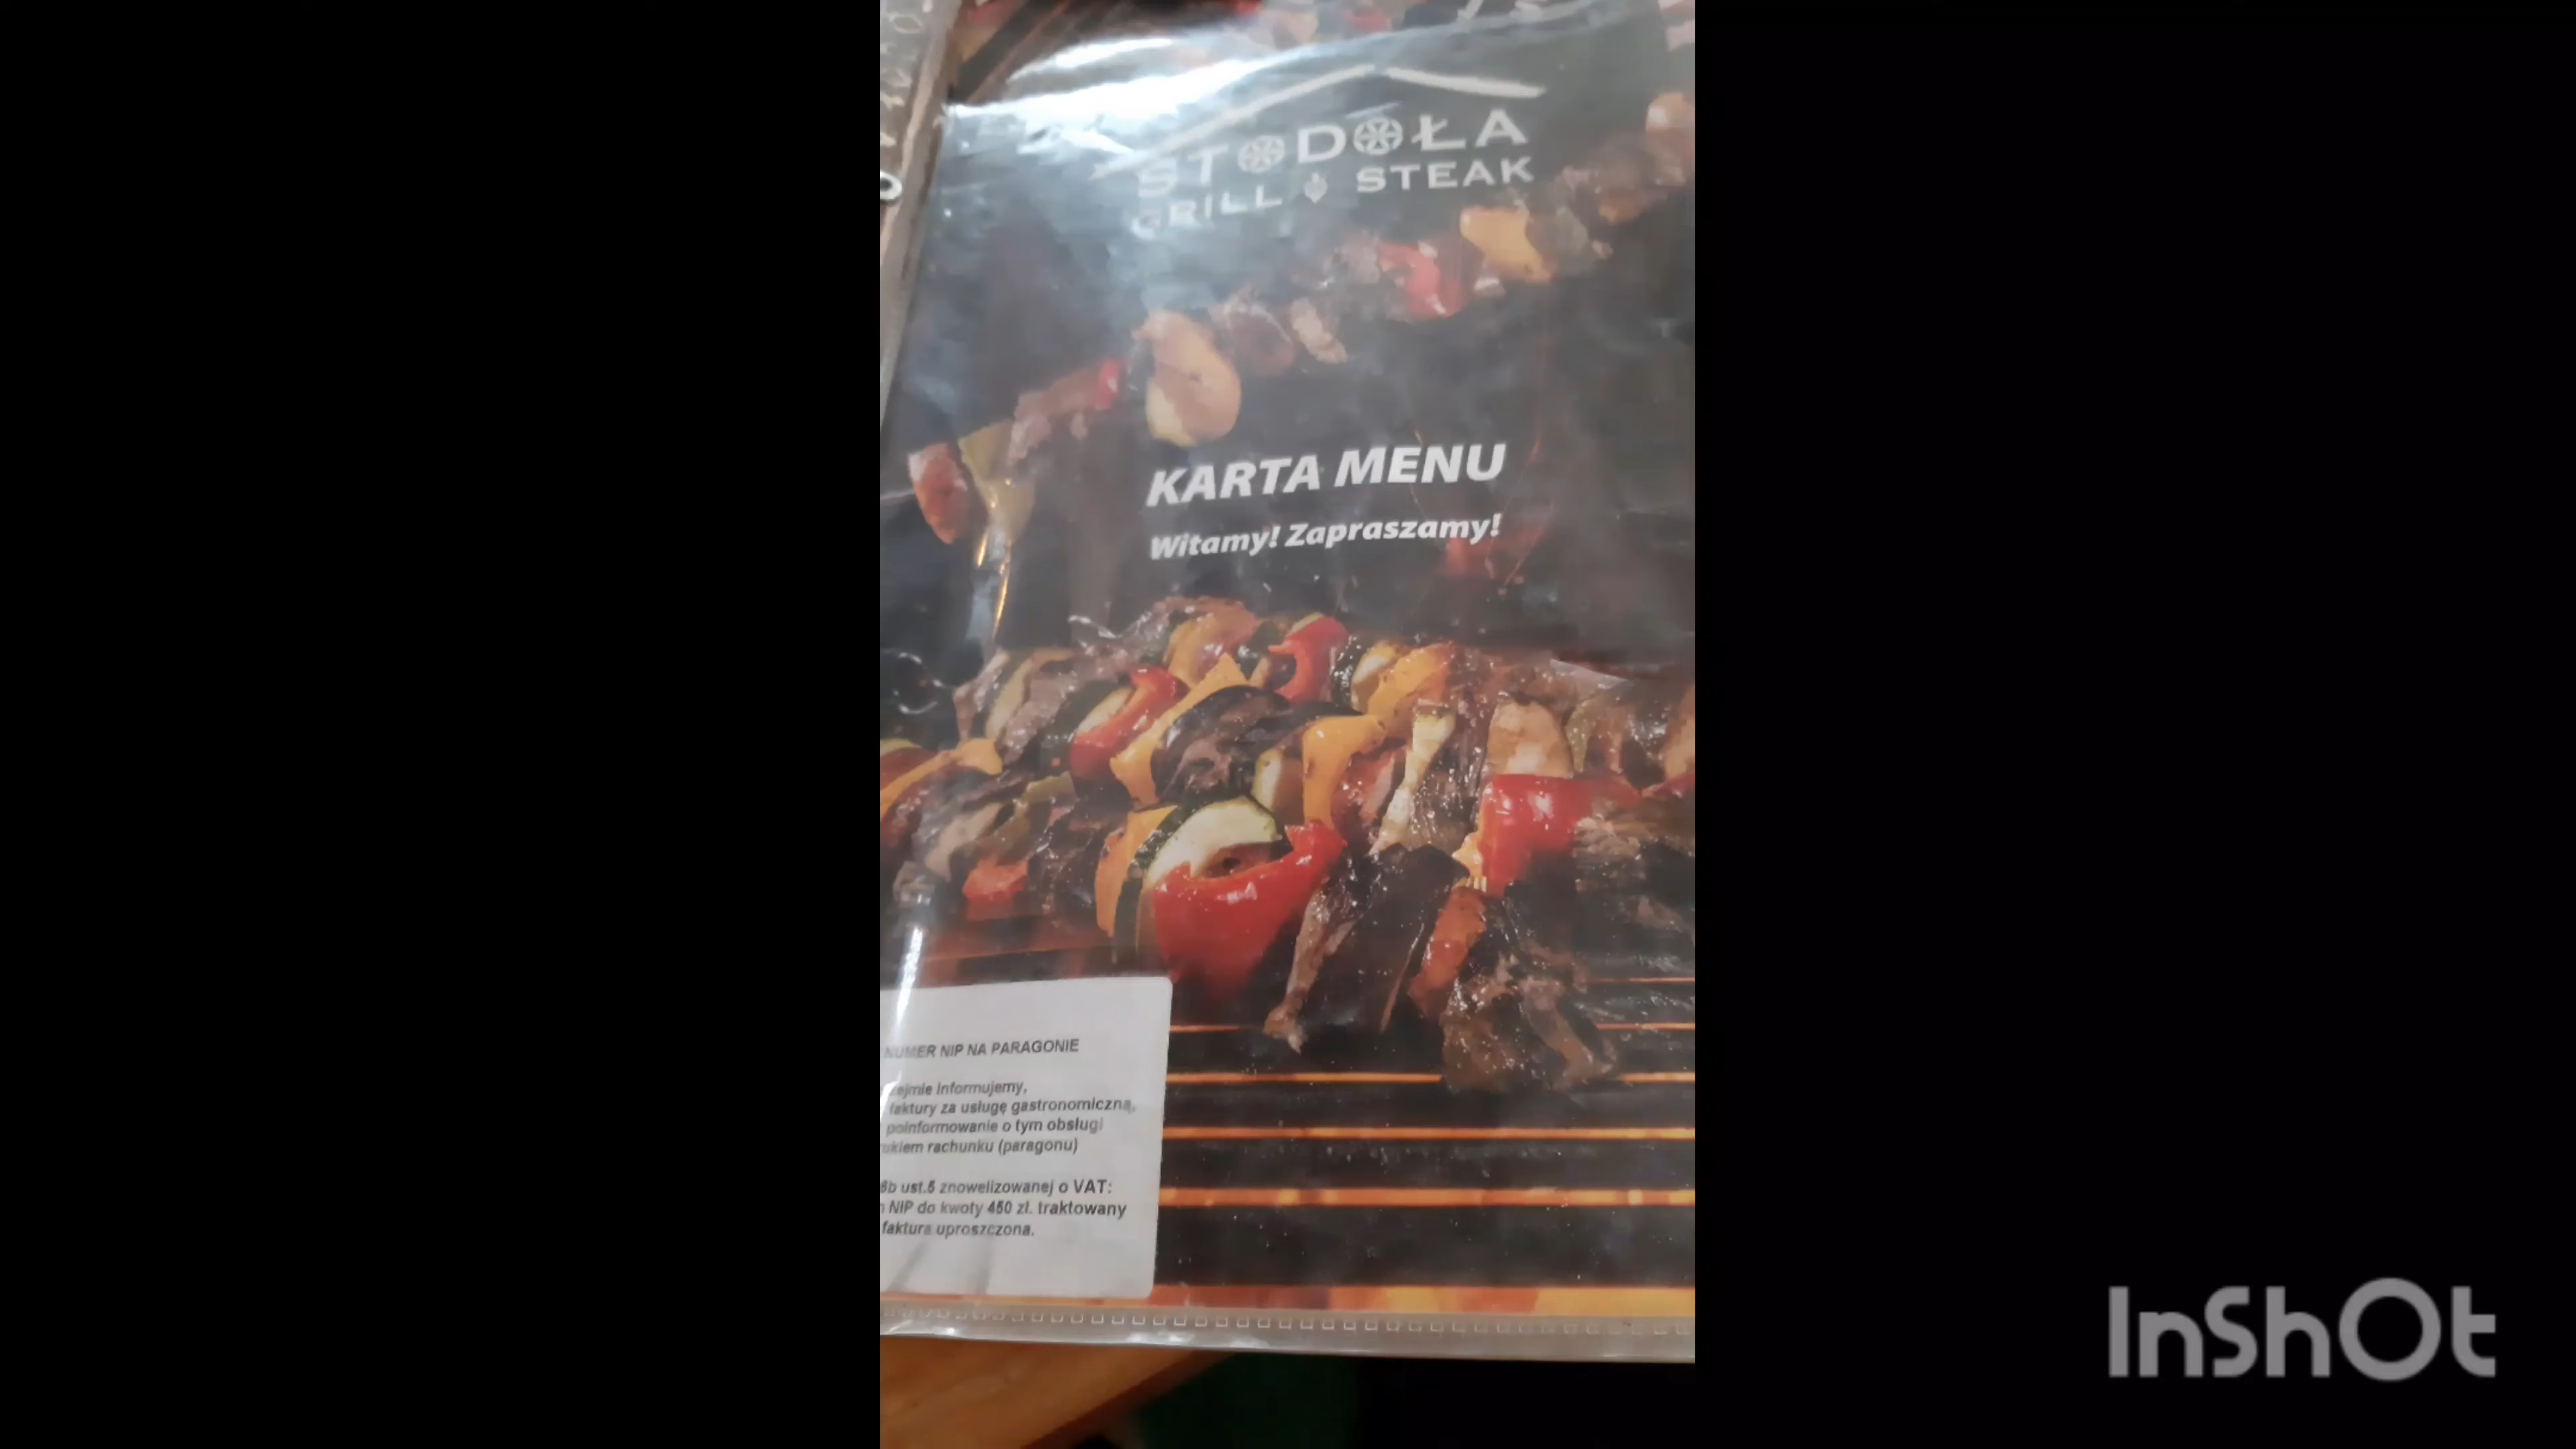 STODOŁA
GRILL STEAK
KARTA MENU
Witamy! Zapraszamy!
NUMER NIP NA PARAGONIE
informujemy,
faktury za usługę gastronomiczną,
poinformowanie o tym obsługi
rachunku (paragonu)
ust.5 znowelizowanej o VAT:
NIP do kwoty 450 zł. traktowany
faktura uproszczona.
InShOt